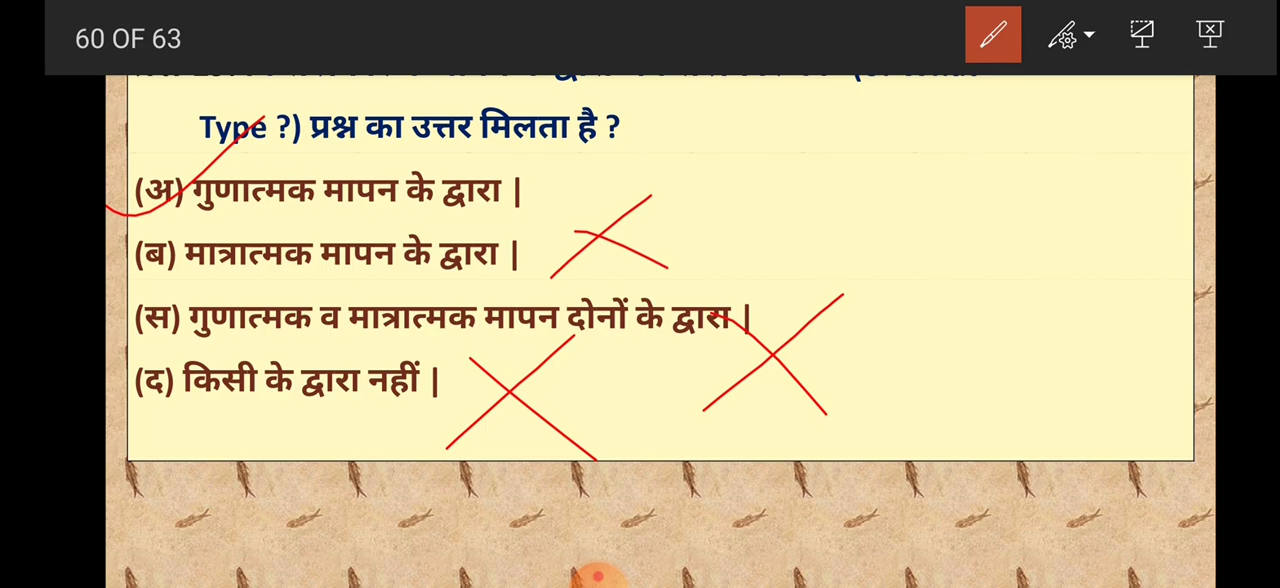 60 OF 63
Type ?) प्रश्न का उत्तर मिलता है ?
(अ) गुणात्मक मापन के द्वारा |
(ब) मात्रात्मक मापन के द्वारा |
(स) गुणात्मक व मात्रात्मक मापन दोनों के द्वारा |
(द) किसी के द्वारा नहीं |